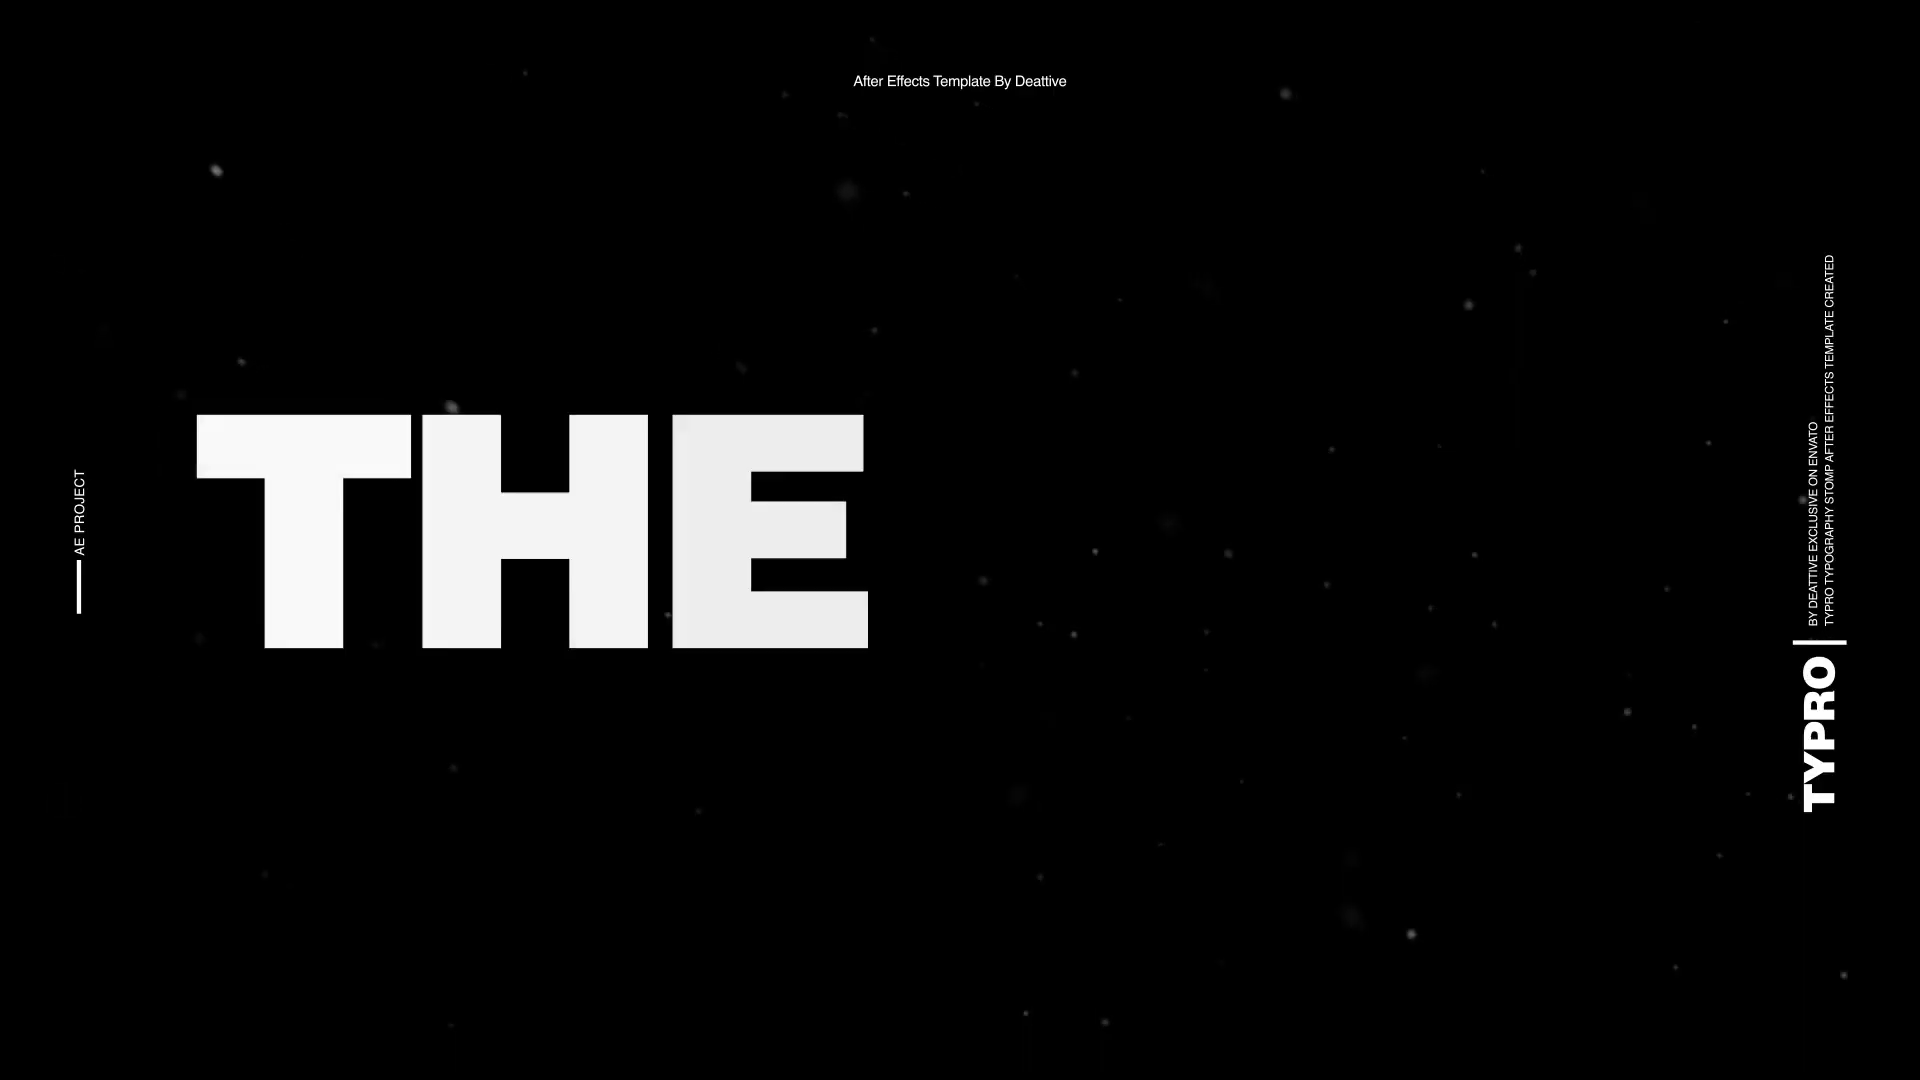 After Effects Template By Deattive
AE PROJECT
THE
TYPRO
BY DEATTIVE EXCLUSIVE ON ENVATO
TYPRO TYPOGRAPHY STOMP AFTER EFFECTS TEMPLATE CREATED